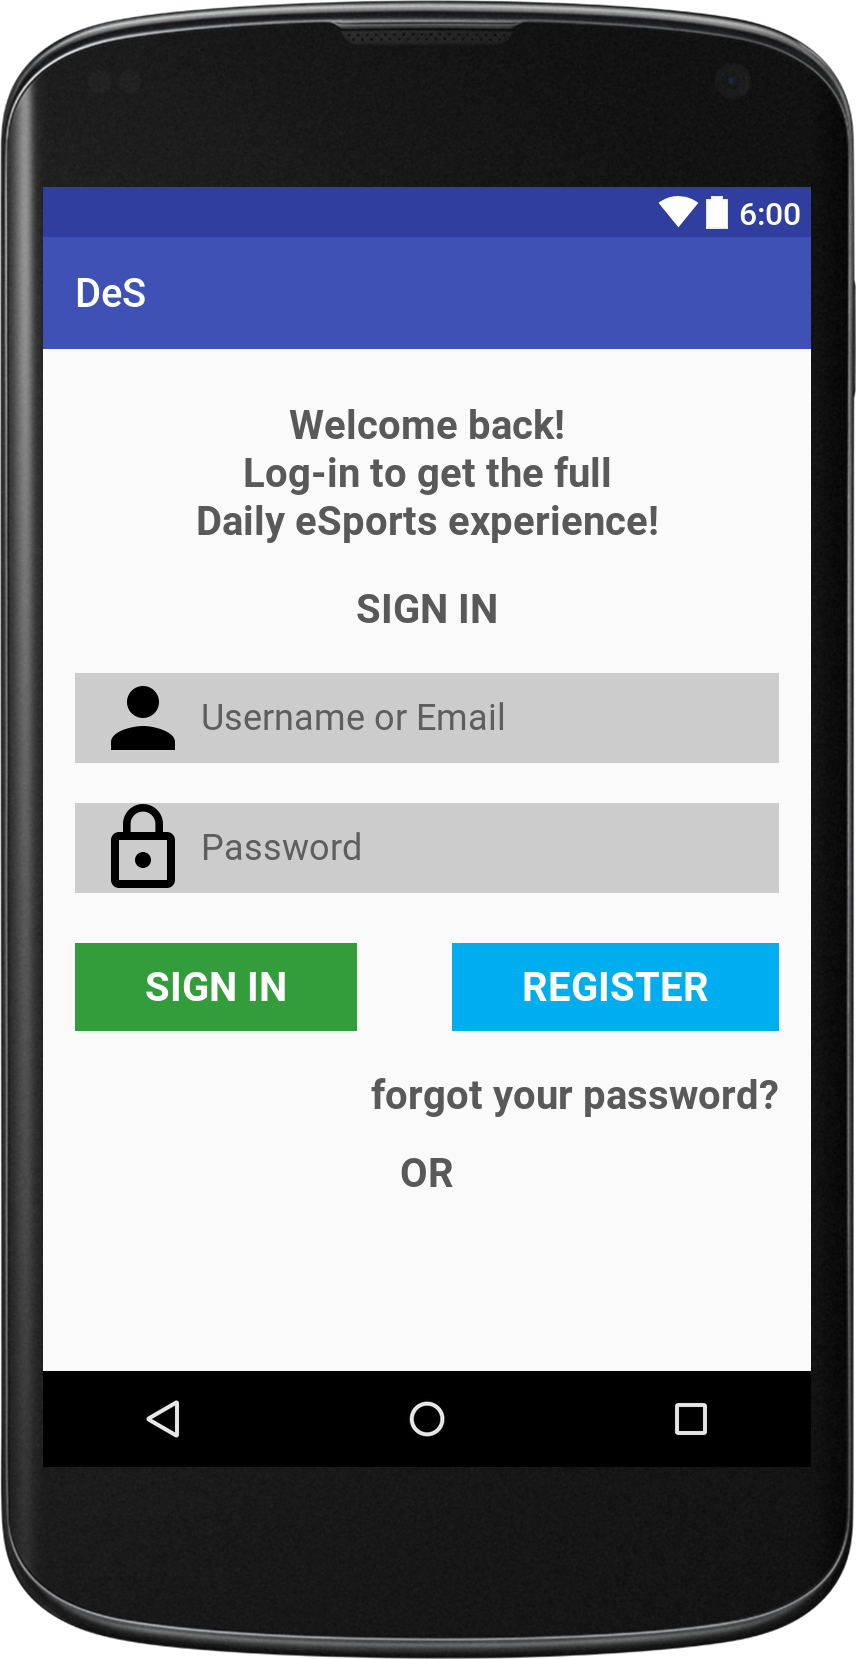 6:00
DeS
Welcome back!
Log-in to get the full
Daily eSports experience!
SIGN IN
Username or Email
Password
SIGN IN
REGISTER
forgot your password?
OR